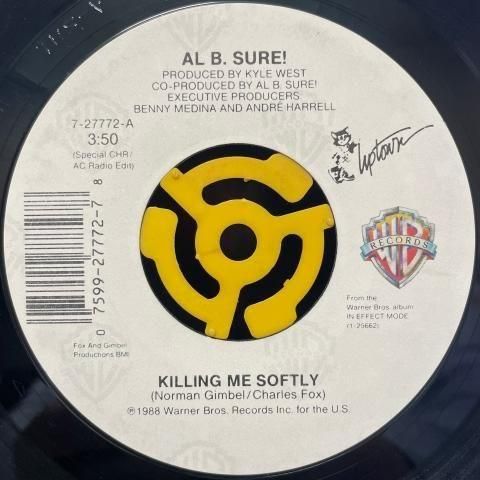 AL B. SURE!
PRODUCED BY KYLE WEST
CO-PRODUCED BY AL B. SURE!
EXECUTIVE PRODUCERS
BENNY MEDINA AND ANDRÉ HARRELL
7-27772-A
3:50
(Special CHR/
AC Radio Edit)
Uptown
0 7599-27772-7 8
WB
RECORDS
From the
Warner Bros. album
IN EFFECT MODE
(1-25662)
Fox And Gimbel
Productions BMI
KILLING ME SOFTLY
(Norman Gimbel/Charles Fox)
℗1988 Warner Bros. Records Inc. for the U.S.